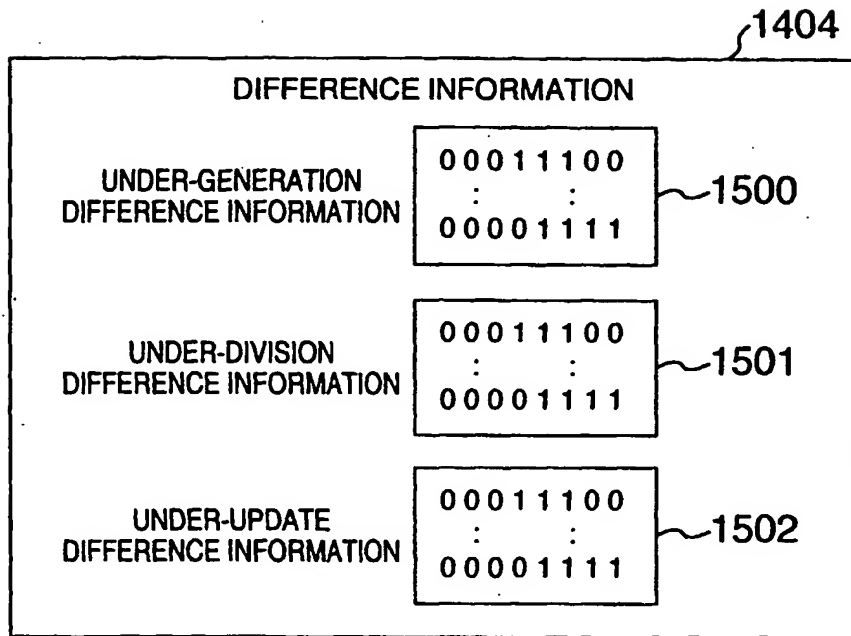 1404
DIFFERENCE INFORMATION
UNDER-GENERATION
DIFFERENCE INFORMATION
00011100
: :
00001111
1500
UNDER-DIVISION
DIFFERENCE INFORMATION
00011100
: :
00001111
1501
UNDER-UPDATE
DIFFERENCE INFORMATION
00011100
: :
00001111
1502